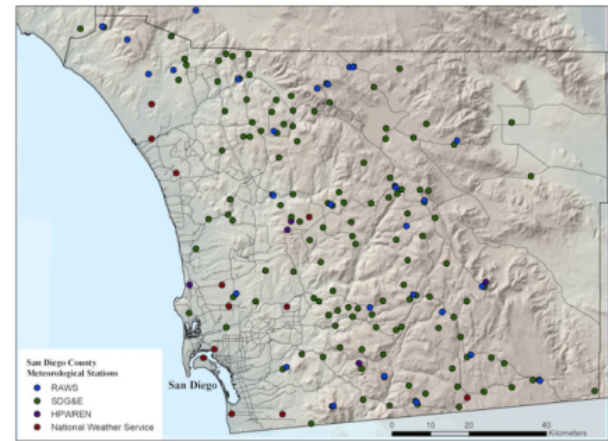 San Diego County
Meteorological Stations
RAWS
SDG&E
HPWREN
National Weather Service
San Diego
0 10 20 40
Kilometers